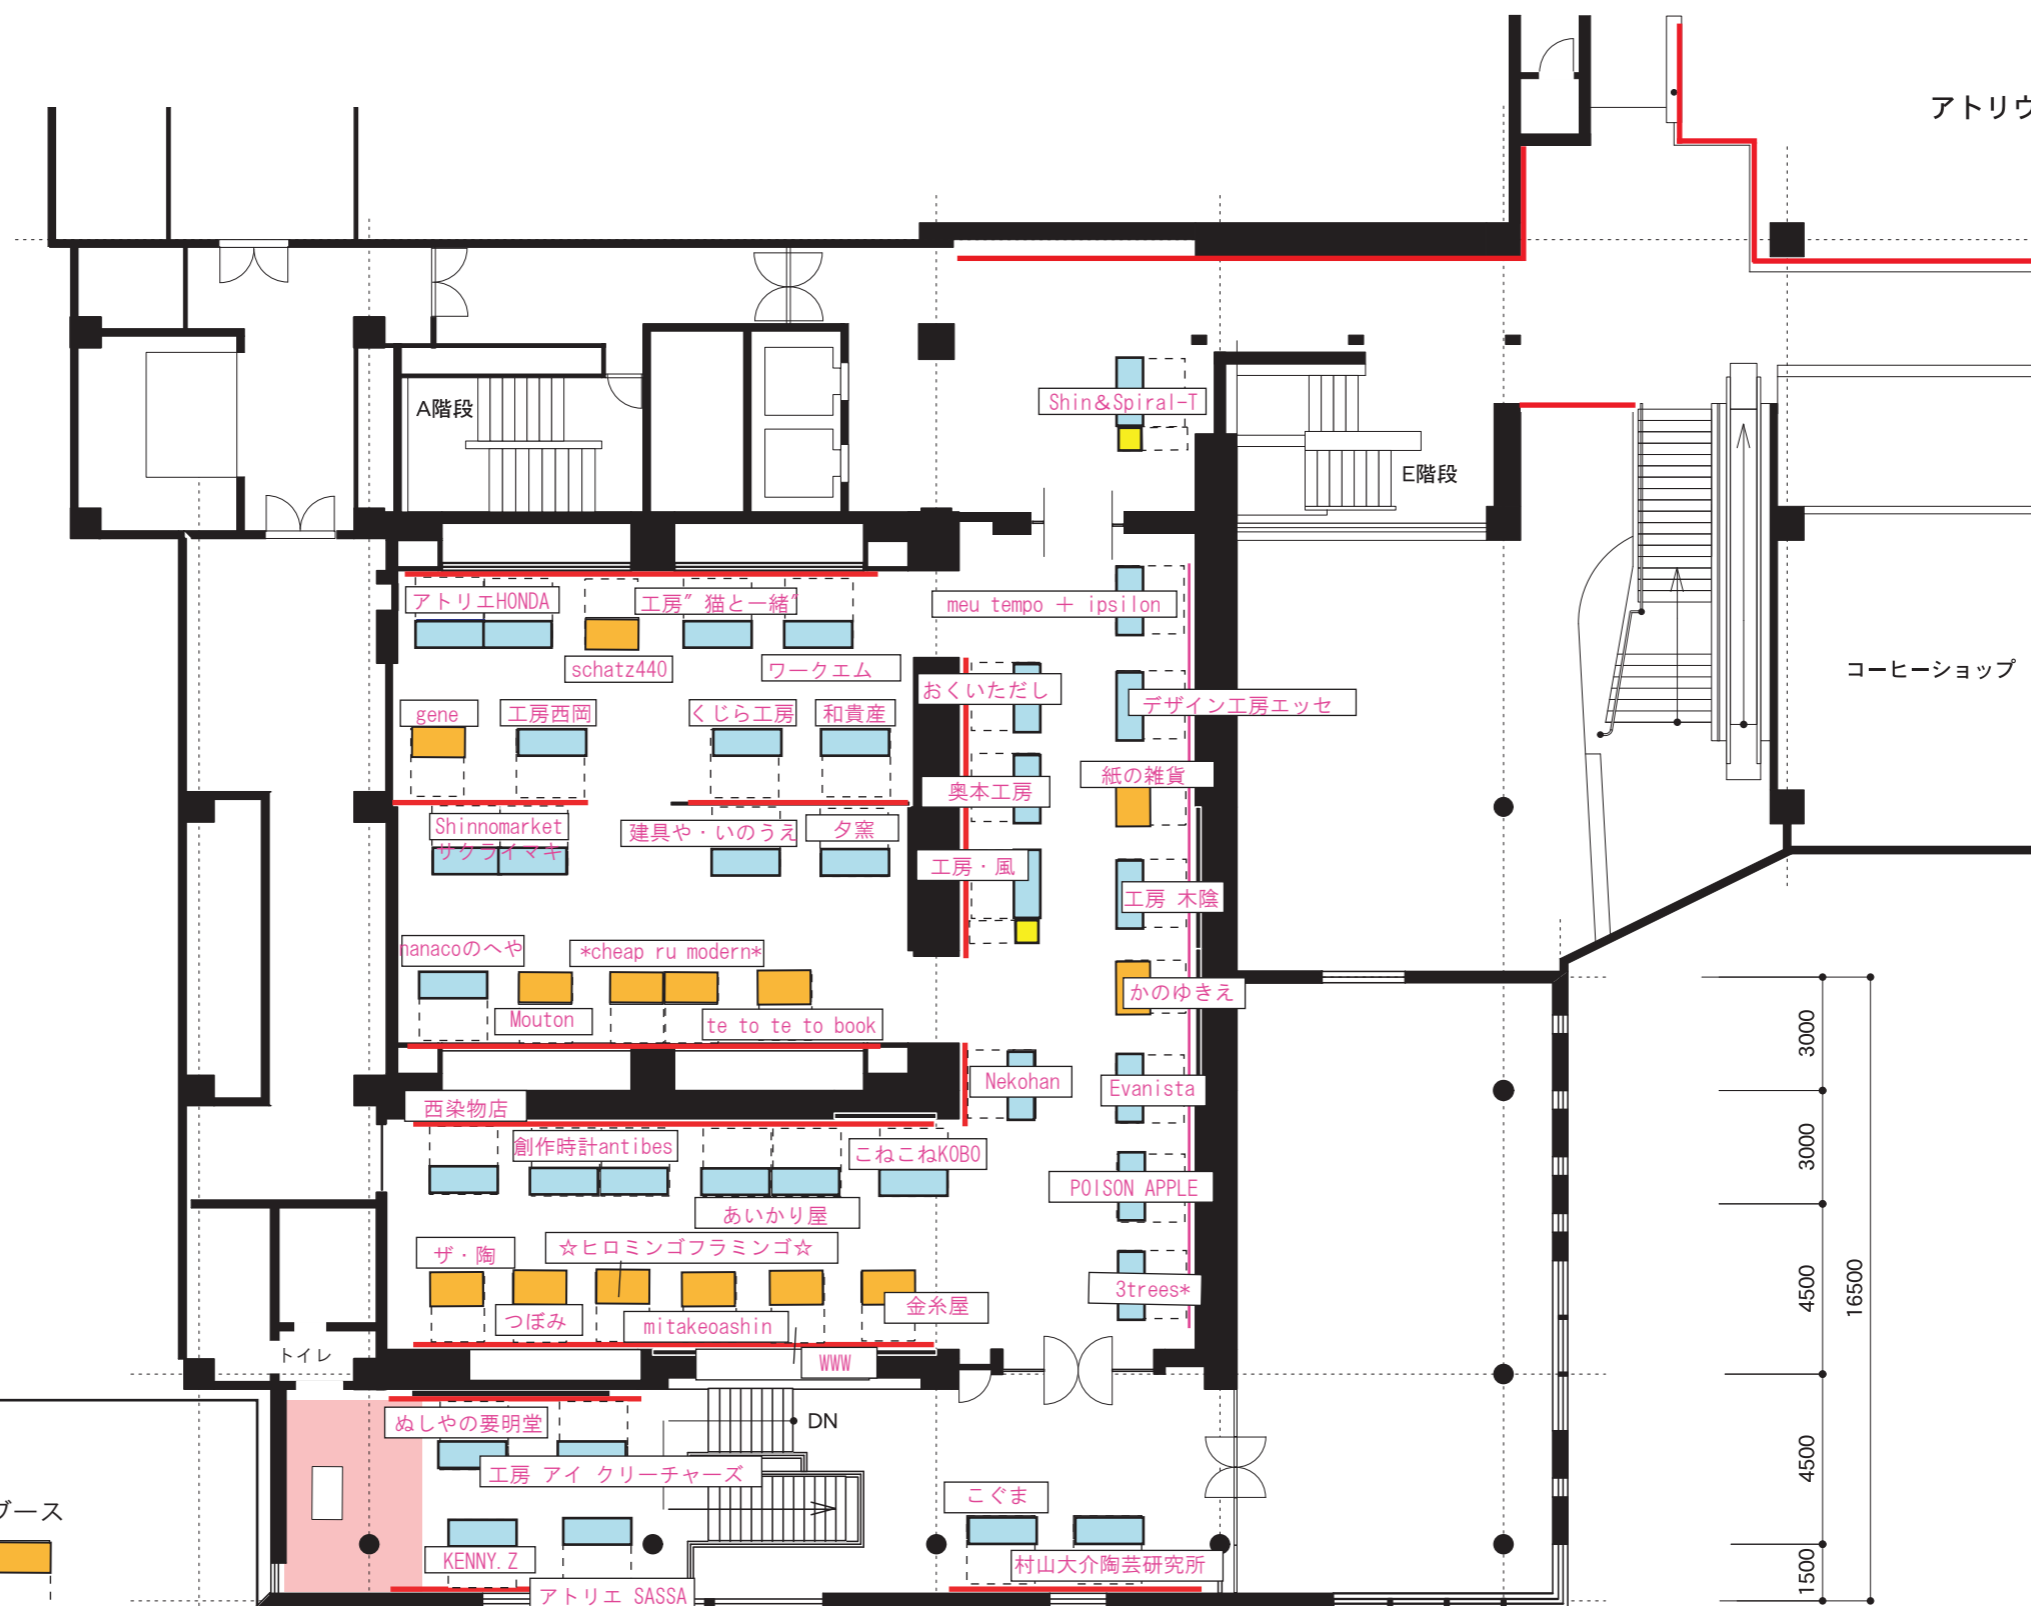 アトリウ
A階段
Shin&Spiral-T
E階段
アトリエHONDA
工房″猫と一緒″
meu tempo ＋ ipsilon
schatz440
ワークエム
コーヒーショップ
おくいただし
デザイン工房エッセ
gene
工房西岡
くじら工房
和貴産
紙の雑貨
奥本工房
Shinnomarket
サクライマキ
建具や・いのうえ
夕窯
工房・風
工房 木陰
nanacoのへや
*cheap ru modern*
かのゆきえ
Mouton
te to te to book
3000
Nekohan
Evanista
西染物店
創作時計antibes
こねこねKOBO
3000
POISON APPLE
あいかり屋
ザ・陶
☆ヒロミンゴフラミンゴ☆
3trees*
4500
16500
つぼみ
mitakeoashin
金糸屋
トイレ
WWW
ぬしやの要明堂
DN
工房 アイ クリーチャーズ
4500
こぐま
ブース
KENNY.Z
村山大介陶芸研究所
1500
アトリエ SASSA